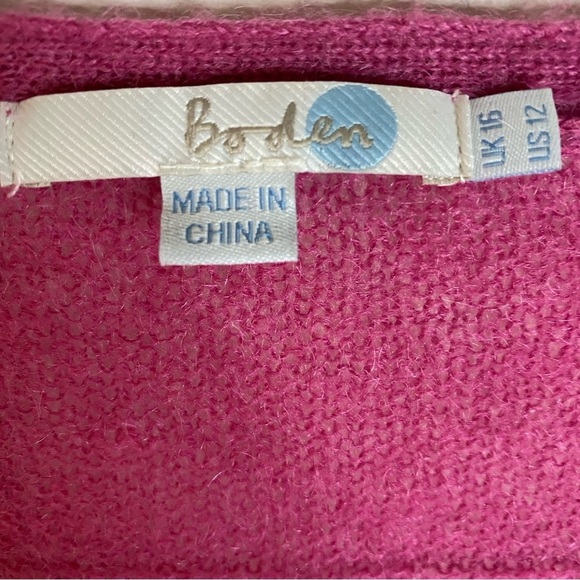 Boden
MADE IN
CHINA
UK 16
US 12